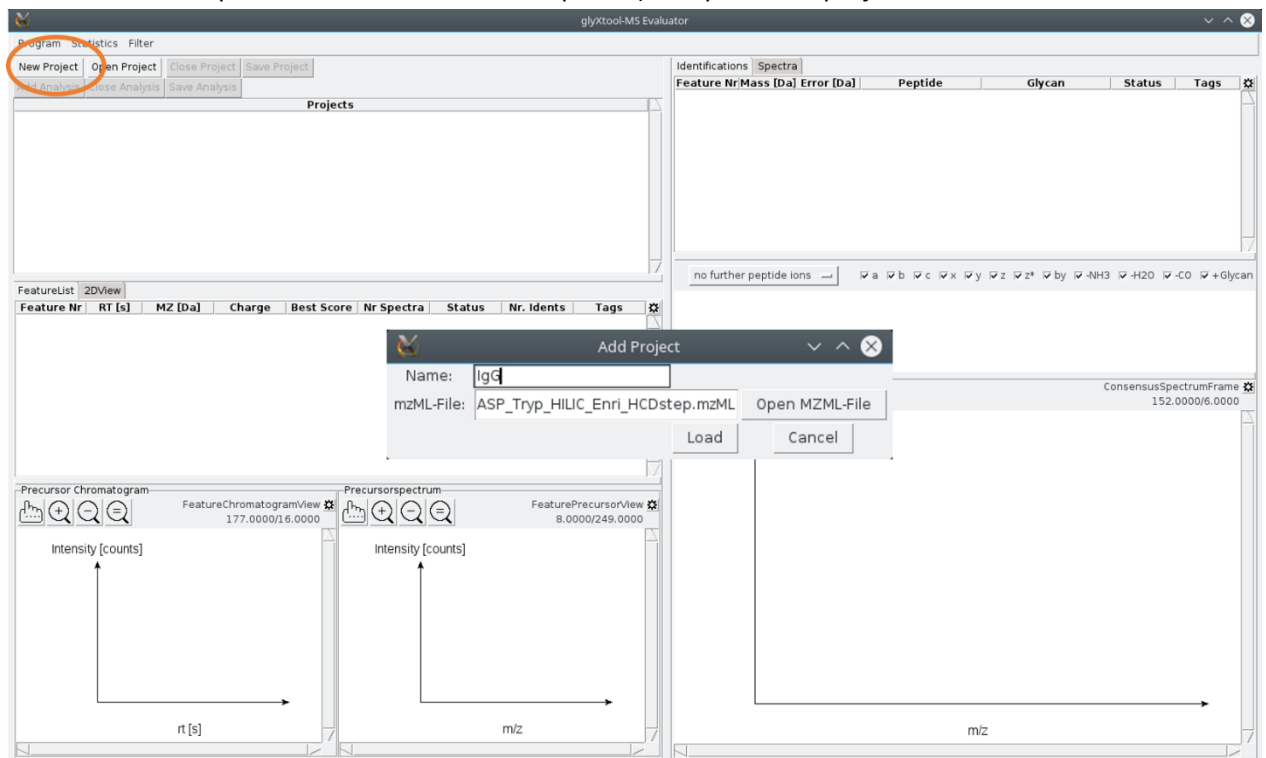 glyXtool-MS Evaluator
Program Statistics Filter
New Project Open Project Close Project Save Project
Add Analysis Close Analysis Save Analysis
Projects
Identifications Spectra
Feature Nr Mass [Da] Error [Da] Peptide Glycan Status Tags
no further peptide ions a b c x y z z* by -NH3 -H2O -CO +Glycan
FeatureList 2DView
Feature Nr RT [s] MZ [Da] Charge Best Score Nr Spectra Status Nr. Idents Tags
Add Project
Name: IgG
mzML-File: ASP_Tryp_HILIC_Enri_HCDstep.mzML Open MZML-File
Load Cancel
ConsensusSpectrumFrame
152.0000/6.0000
Precursor Chromatogram
FeatureChromatogramView
177.0000/16.0000
Intensity [counts]
rt [s]
Precursorspectrum
FeaturePrecursorView
8.0000/249.0000
Intensity [counts]
m/z
m/z